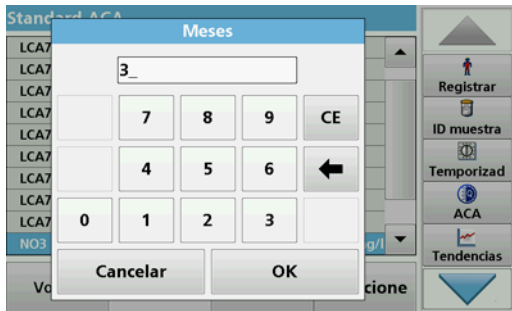 Standard ACA
Meses
LCA7
LCA7
LCA7
LCA7
LCA7
LCA7
LCA7
LCA7
LCA7
NO3
g/l
3_
7 8 9 CE
4 5 6
0 1 2 3
Cancelar OK
Vo
cione
Registrar
ID muestra
Temporizad
ACA
Tendencias